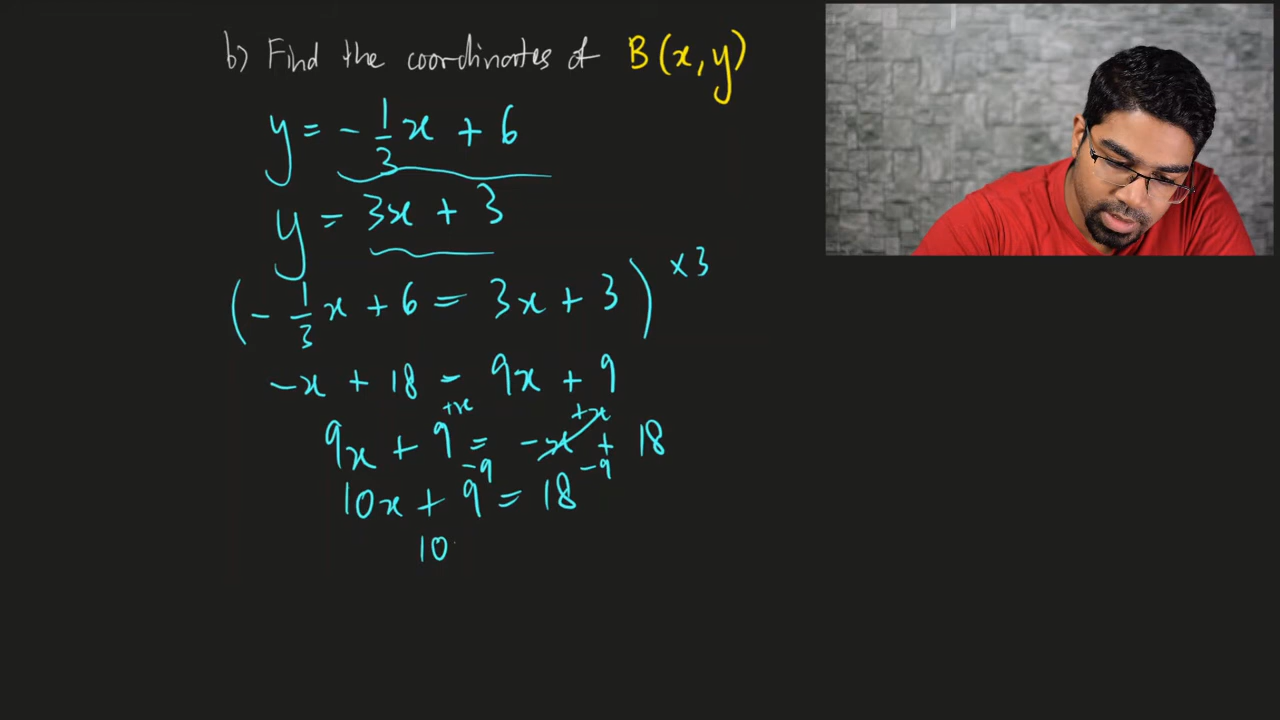 b) Find the coordinates of B(x, y)
y = -1/3x + 6
y = 3x + 3
(-1/3x + 6 = 3x + 3) ×3
-x + 18 = 9x + 9
+x +x
9x + 9 = -x + 18
-9 -9
10x + 9 = 18
10